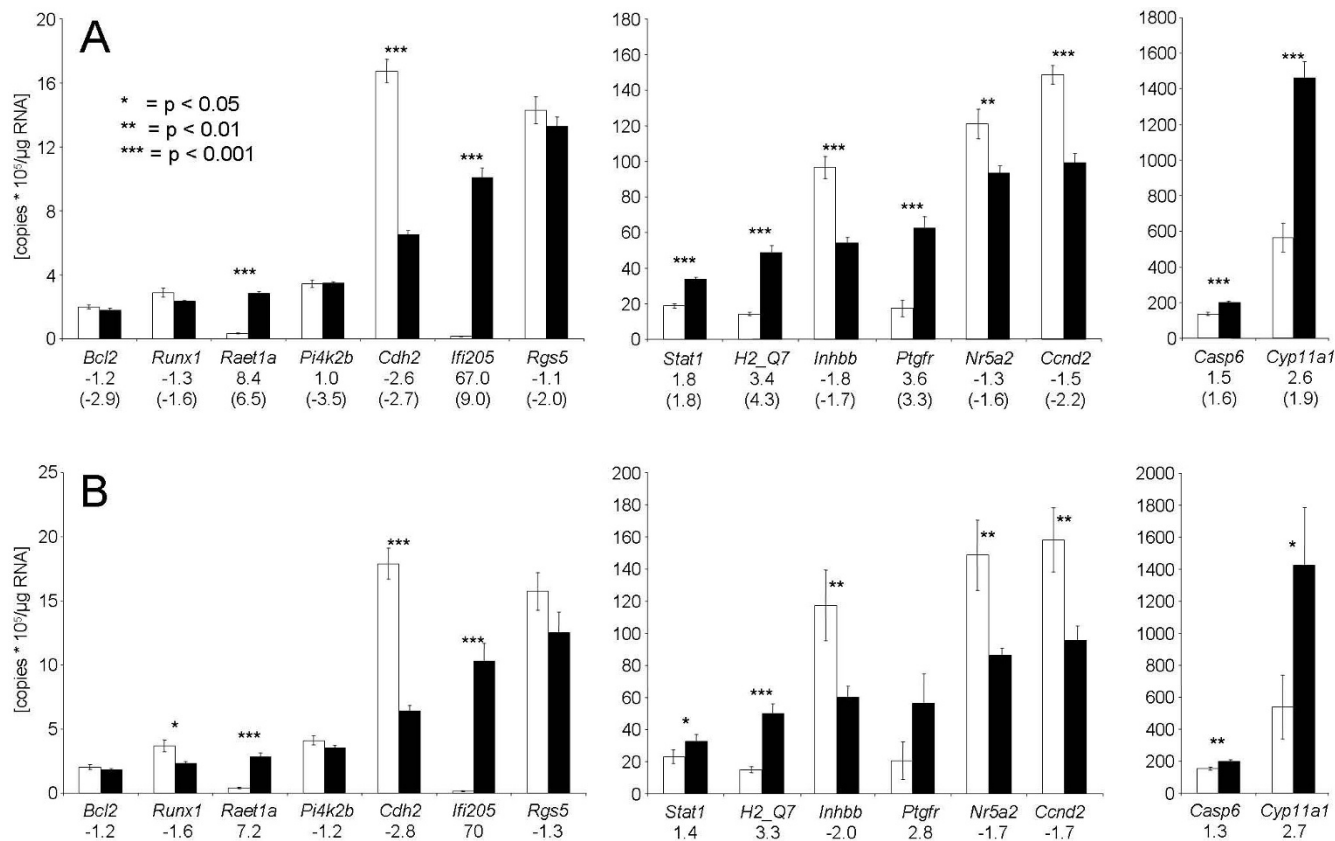 A
* = p < 0.05
** = p < 0.01
*** = p < 0.001
[copies * 10⁵/µg RNA]
20
16
12
8
4
0
***
***
***
Bcl2 Runx1 Raet1a Pi4k2b Cdh2 Ifi205 Rgs5
-1.2 -1.3 8.4 1.0 -2.6 67.0 -1.1
(-2.9) (-1.6) (6.5) (-3.5) (-2.7) (9.0) (-2.0)
180
160
140
120
100
80
60
40
20
0
*** *** *** *** ** ***
Stat1 H2_Q7 Inhbb Ptgfr Nr5a2 Ccnd2
1.8 3.4 -1.8 3.6 -1.3 -1.5
(1.8) (4.3) (-1.7) (3.3) (-1.6) (-2.2)
1800
1600
1400
1200
1000
800
600
400
200
0
*** ***
Casp6 Cyp11a1
1.5 2.6
(1.6) (1.9)
B
[copies * 10⁵/µg RNA]
25
20
15
10
5
0
* *** *** ***
Bcl2 Runx1 Raet1a Pi4k2b Cdh2 Ifi205 Rgs5
-1.2 -1.6 7.2 -1.2 -2.8 70 -1.3
200
180
160
140
120
100
80
60
40
20
0
* *** ** ** **
Stat1 H2_Q7 Inhbb Ptgfr Nr5a2 Ccnd2
1.4 3.3 -2.0 2.8 -1.7 -1.7
2000
1800
1600
1400
1200
1000
800
600
400
200
0
** *
Casp6 Cyp11a1
1.3 2.7